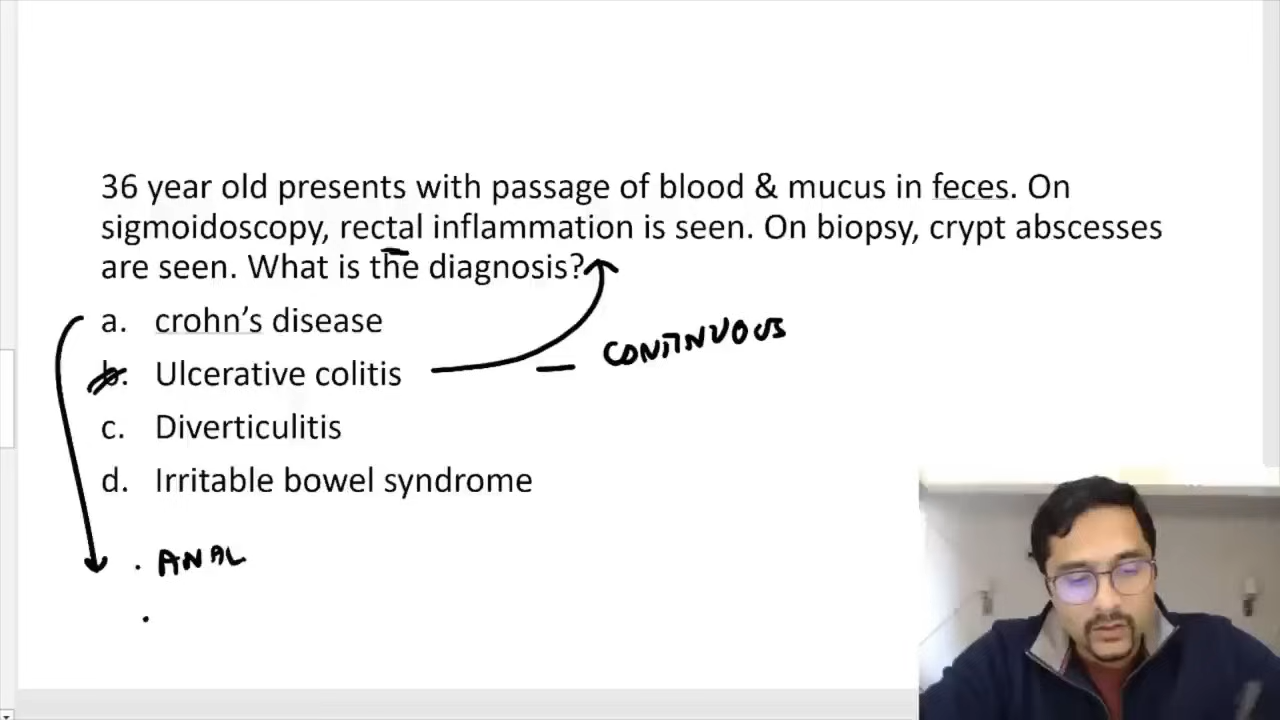 36 year old presents with passage of blood & mucus in feces. On
sigmoidoscopy, rectal inflammation is seen. On biopsy, crypt abscesses
are seen. What is the diagnosis?
a. crohn’s disease
CONTINUOUS
b. Ulcerative colitis
c. Diverticulitis
d. Irritable bowel syndrome
. ANAL
.